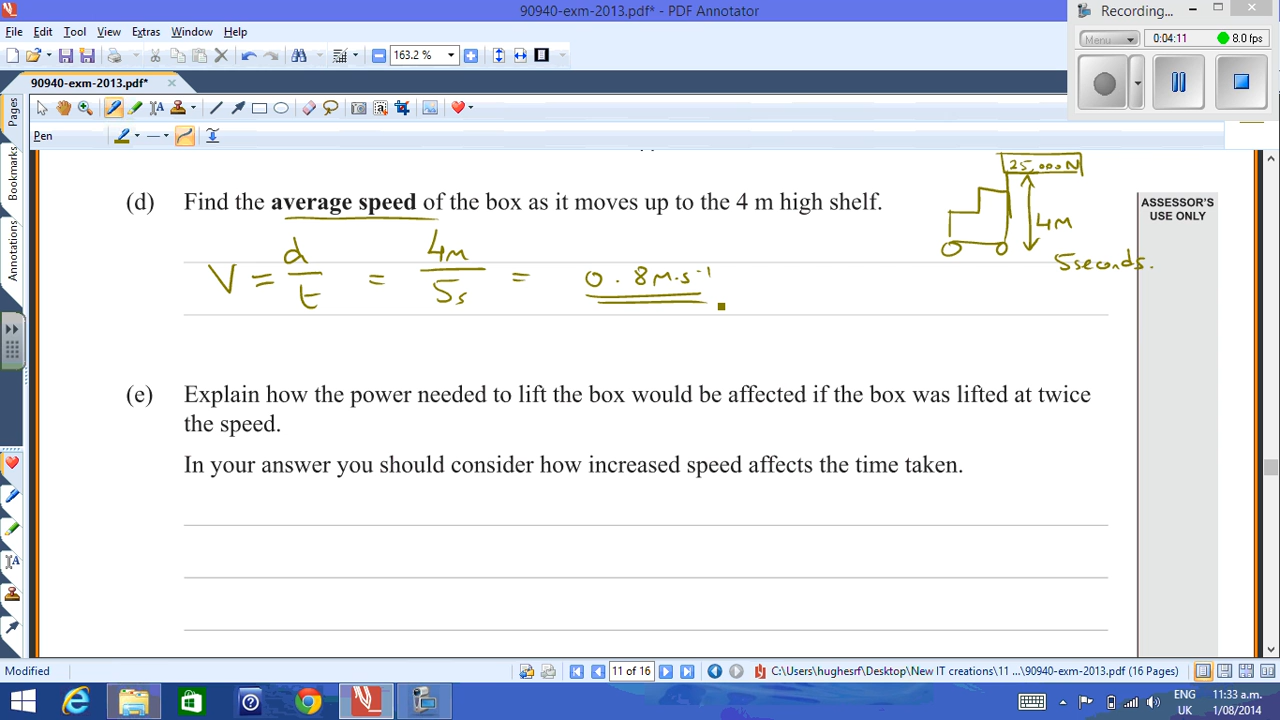 90940-exm-2013.pdf* - PDF Annotator
Recording...
File Edit Tool View Extras Window Help
Menu 0:04:11 8.0 fps
163.2 %
90940-exm-2013.pdf*
Pen
Pages
Bookmarks
Annotations
25,000N
(d) Find the average speed of the box as it moves up to the 4 m high shelf.
ASSESSOR'S
USE ONLY
4M
5seconds.
V = d/t = 4m/5s = 0.8m.s⁻¹
(e) Explain how the power needed to lift the box would be affected if the box was lifted at twice
the speed.
In your answer you should consider how increased speed affects the time taken.
Modified 11 of 16 C:\Users\hughesrf\Desktop\New IT creations\11 ...\90940-exm-2013.pdf (16 Pages)
ENG 11:33 a.m.
UK 1/08/2014